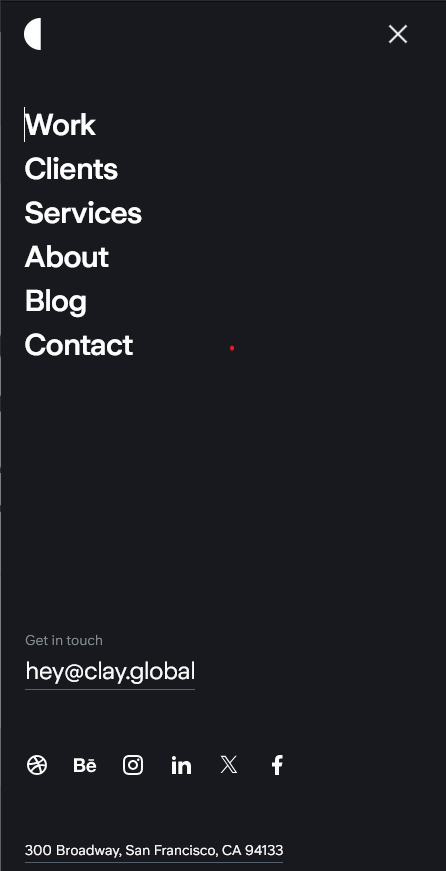 Work
Clients
Services
About
Blog
Contact
Get in touch
hey@clay.global
Bē in
300 Broadway, San Francisco, CA 94133